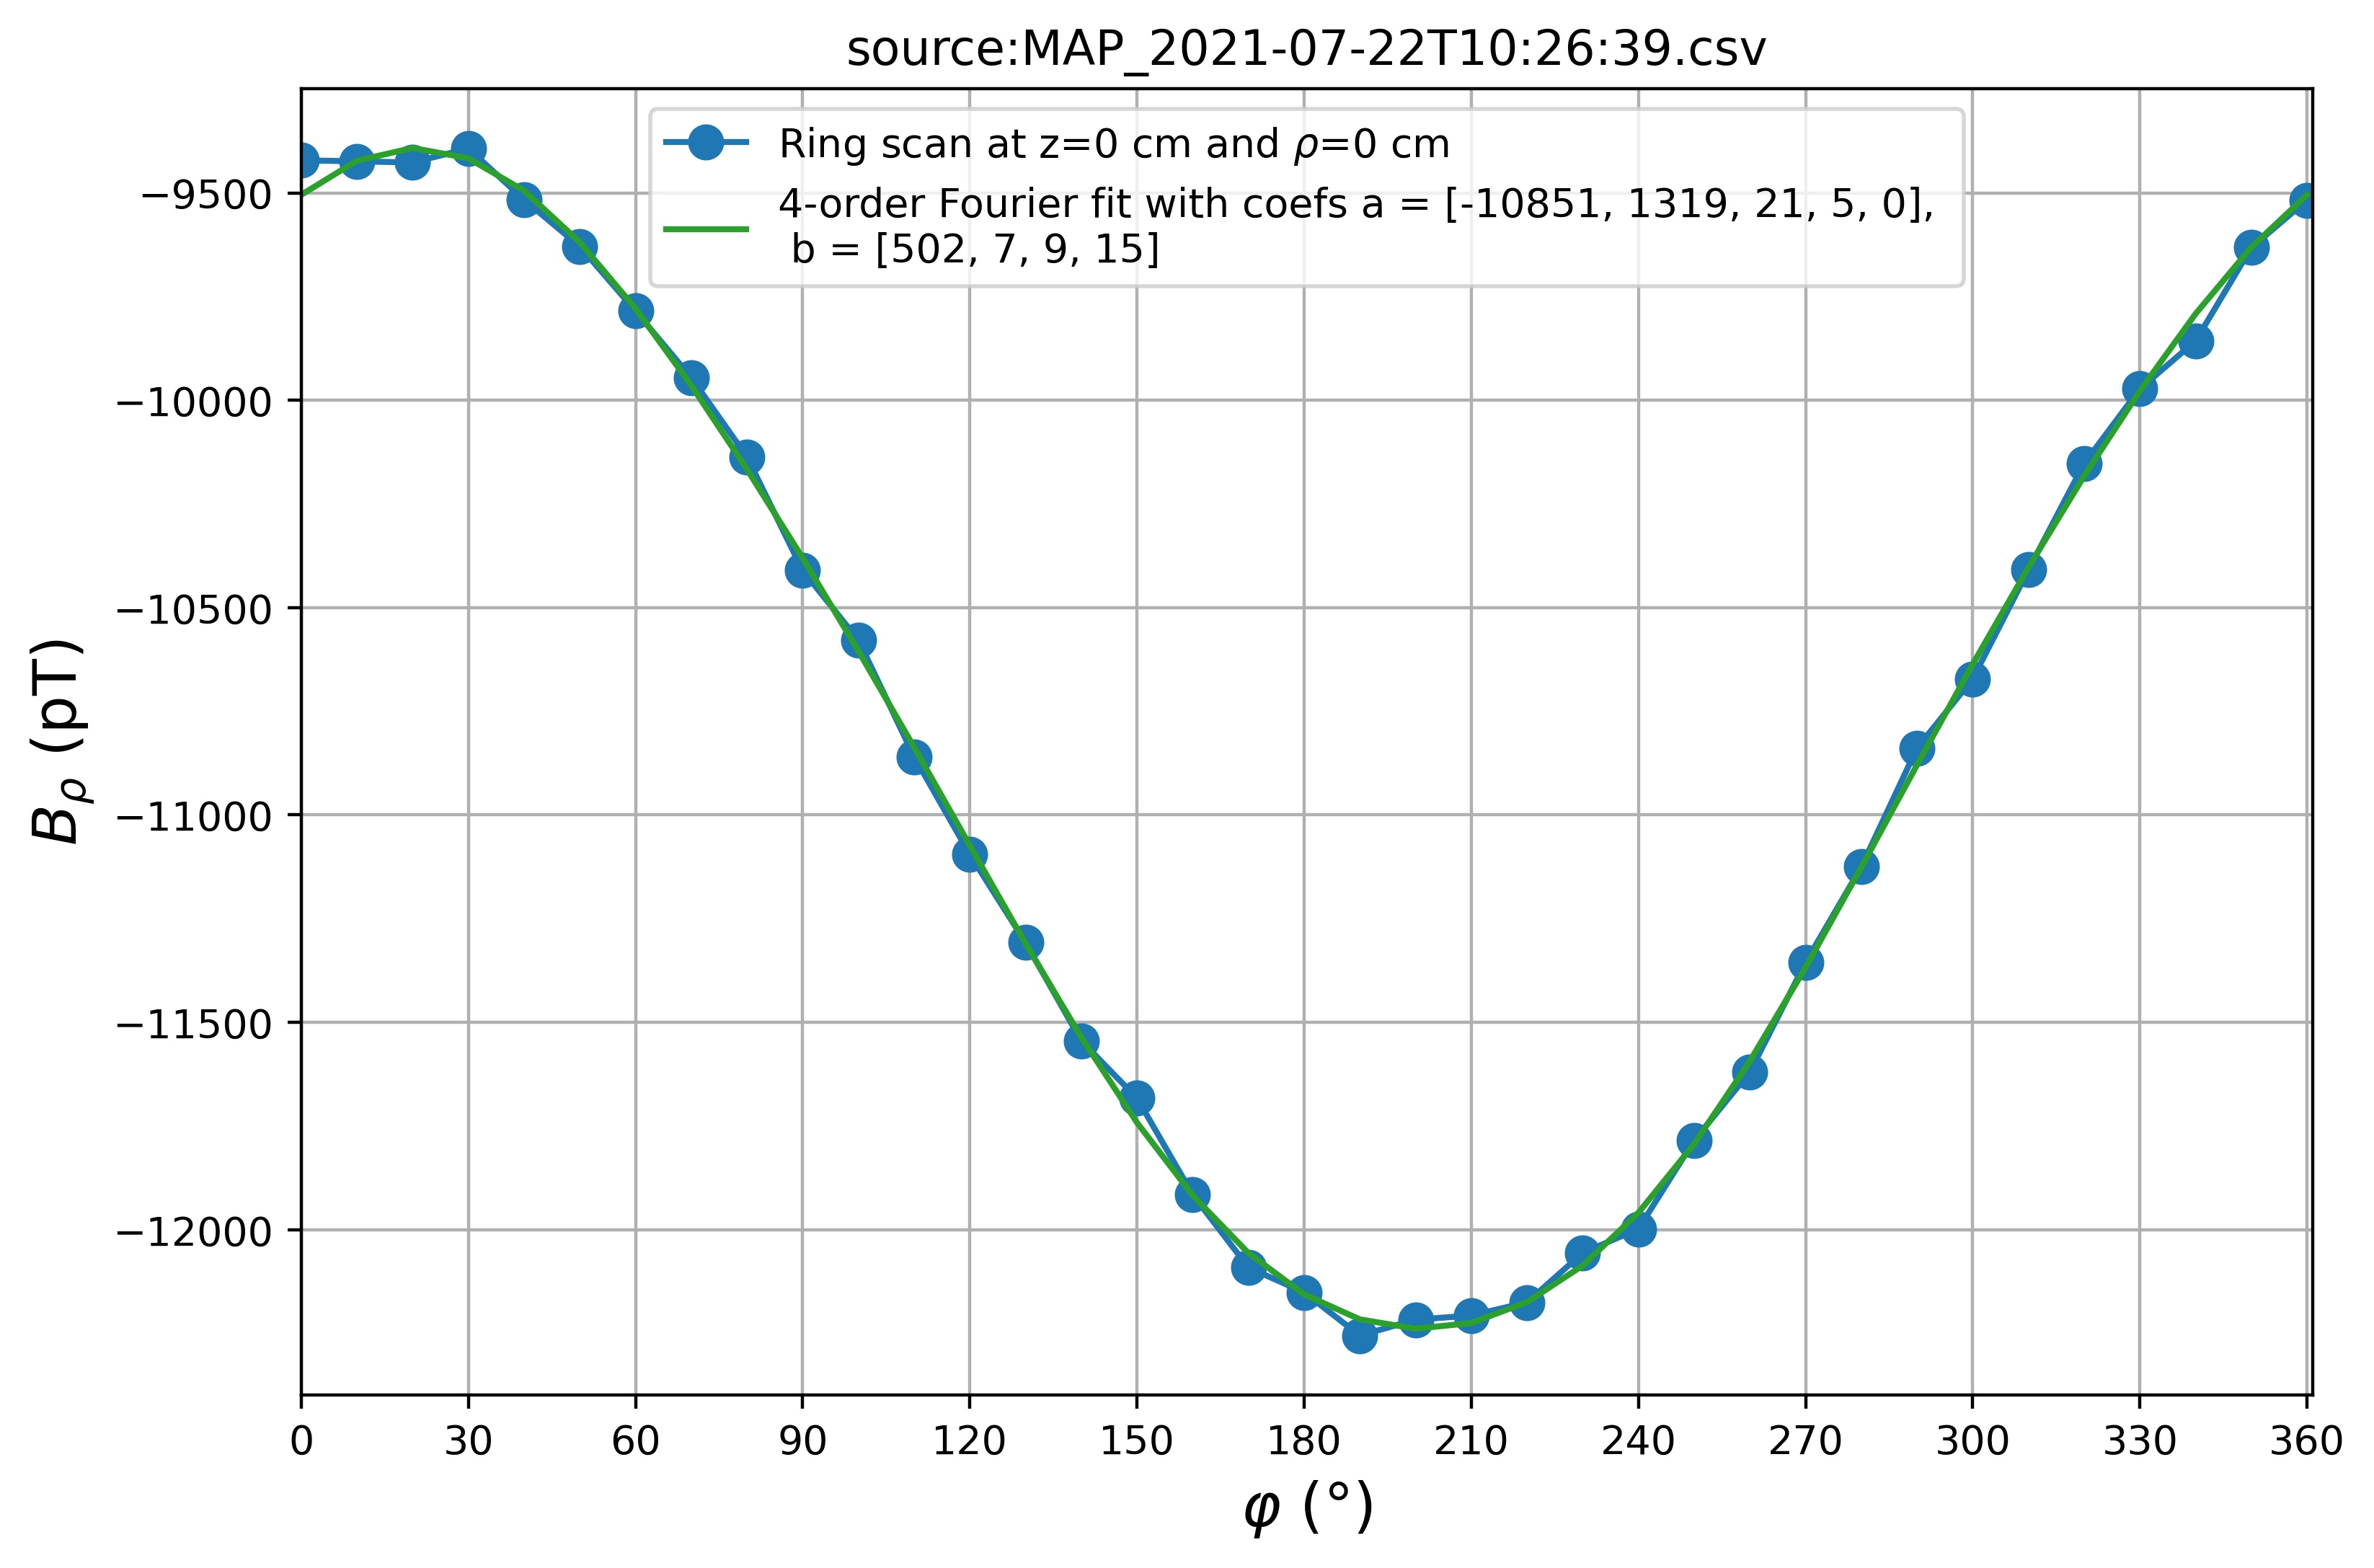 source:MAP_2021-07-22T10:26:39.csv
Ring scan at z=0 cm and ρ=0 cm
4-order Fourier fit with coefs a = [-10851, 1319, 21, 5, 0],
b = [502, 7, 9, 15]
−9500
−10000
−10500
−11000
−11500
−12000
Bρ (pT)
0 30 60 90 120 150 180 210 240 270 300 330 360
φ (°)